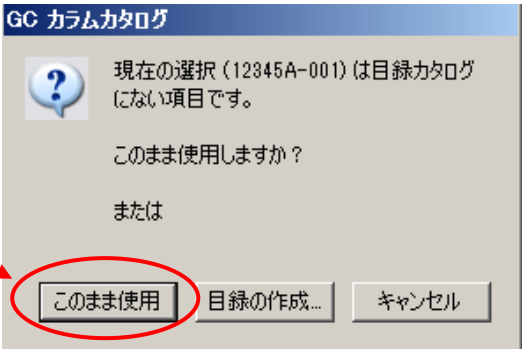 GC カラムカタログ
現在の選択 (12345A-001) は目録カタログ
にない項目です。
このまま使用しますか？
または
このまま使用
目録の作成...
キャンセル